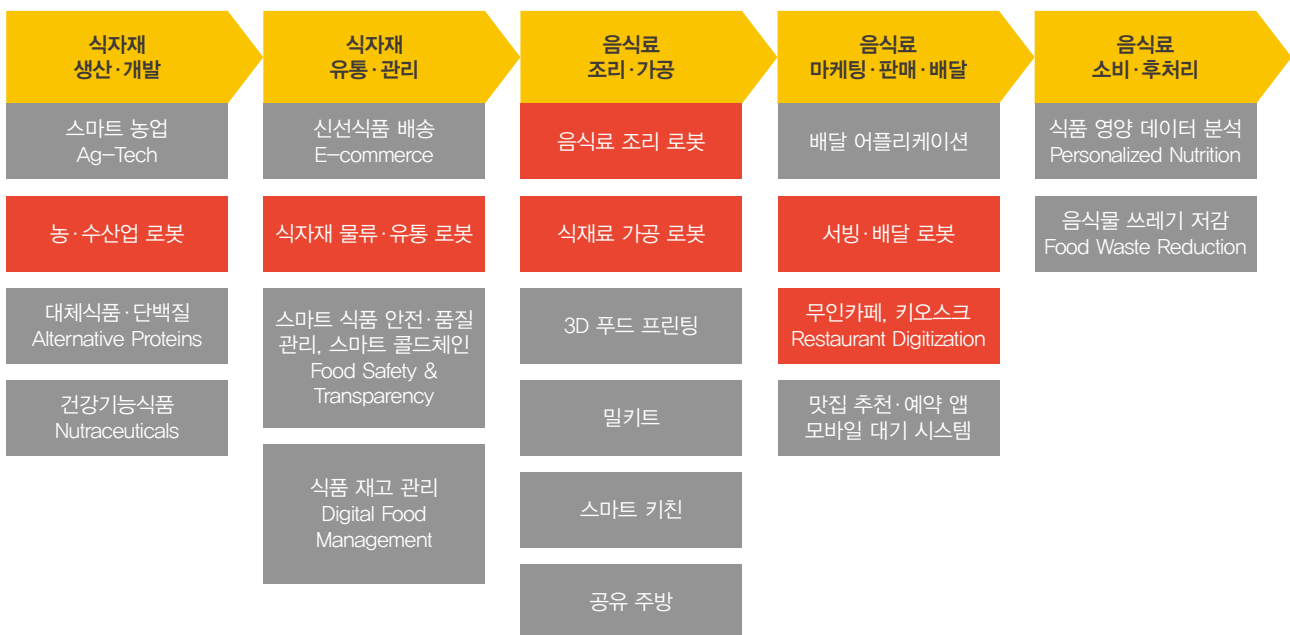 식자재
생산·개발
식자재
유통·관리
음식료
조리·가공
음식료
마케팅·판매·배달
음식료
소비·후처리
스마트 농업
Ag-Tech
농·수산업 로봇
대체식품·단백질
Alternative Proteins
건강기능식품
Nutraceuticals
신선식품 배송
E-commerce
식자재 물류·유통 로봇
스마트 식품 안전·품질
관리, 스마트 콜드체인
Food Safety &
Transparency
식품 재고 관리
Digital Food
Management
음식료 조리 로봇
식재료 가공 로봇
3D 푸드 프린팅
밀키트
스마트 키친
공유 주방
배달 어플리케이션
서빙·배달 로봇
무인카페, 키오스크
Restaurant Digitization
맛집 추천·예약 앱
모바일 대기 시스템
식품 영양 데이터 분석
Personalized Nutrition
음식물 쓰레기 저감
Food Waste Reduction